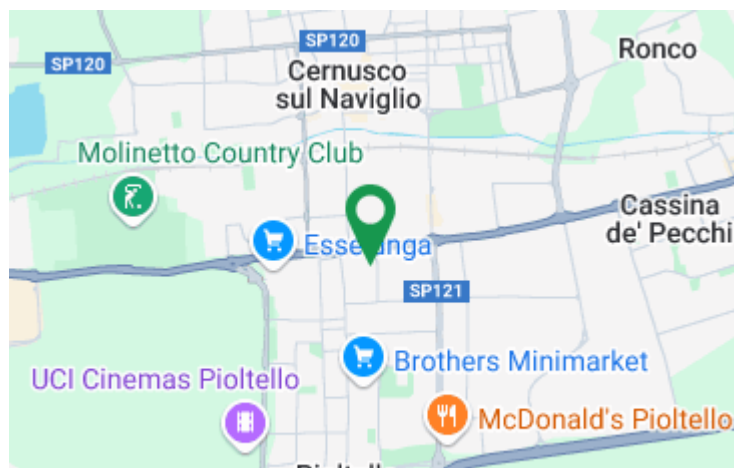 SP120
SP120
Ronco
Cernusco
sul Naviglio
Molinetto Country Club
Cassina
de' Pecchi
SP121
Brothers Minimarket
UCI Cinemas Pioltello
McDonald's Pioltello